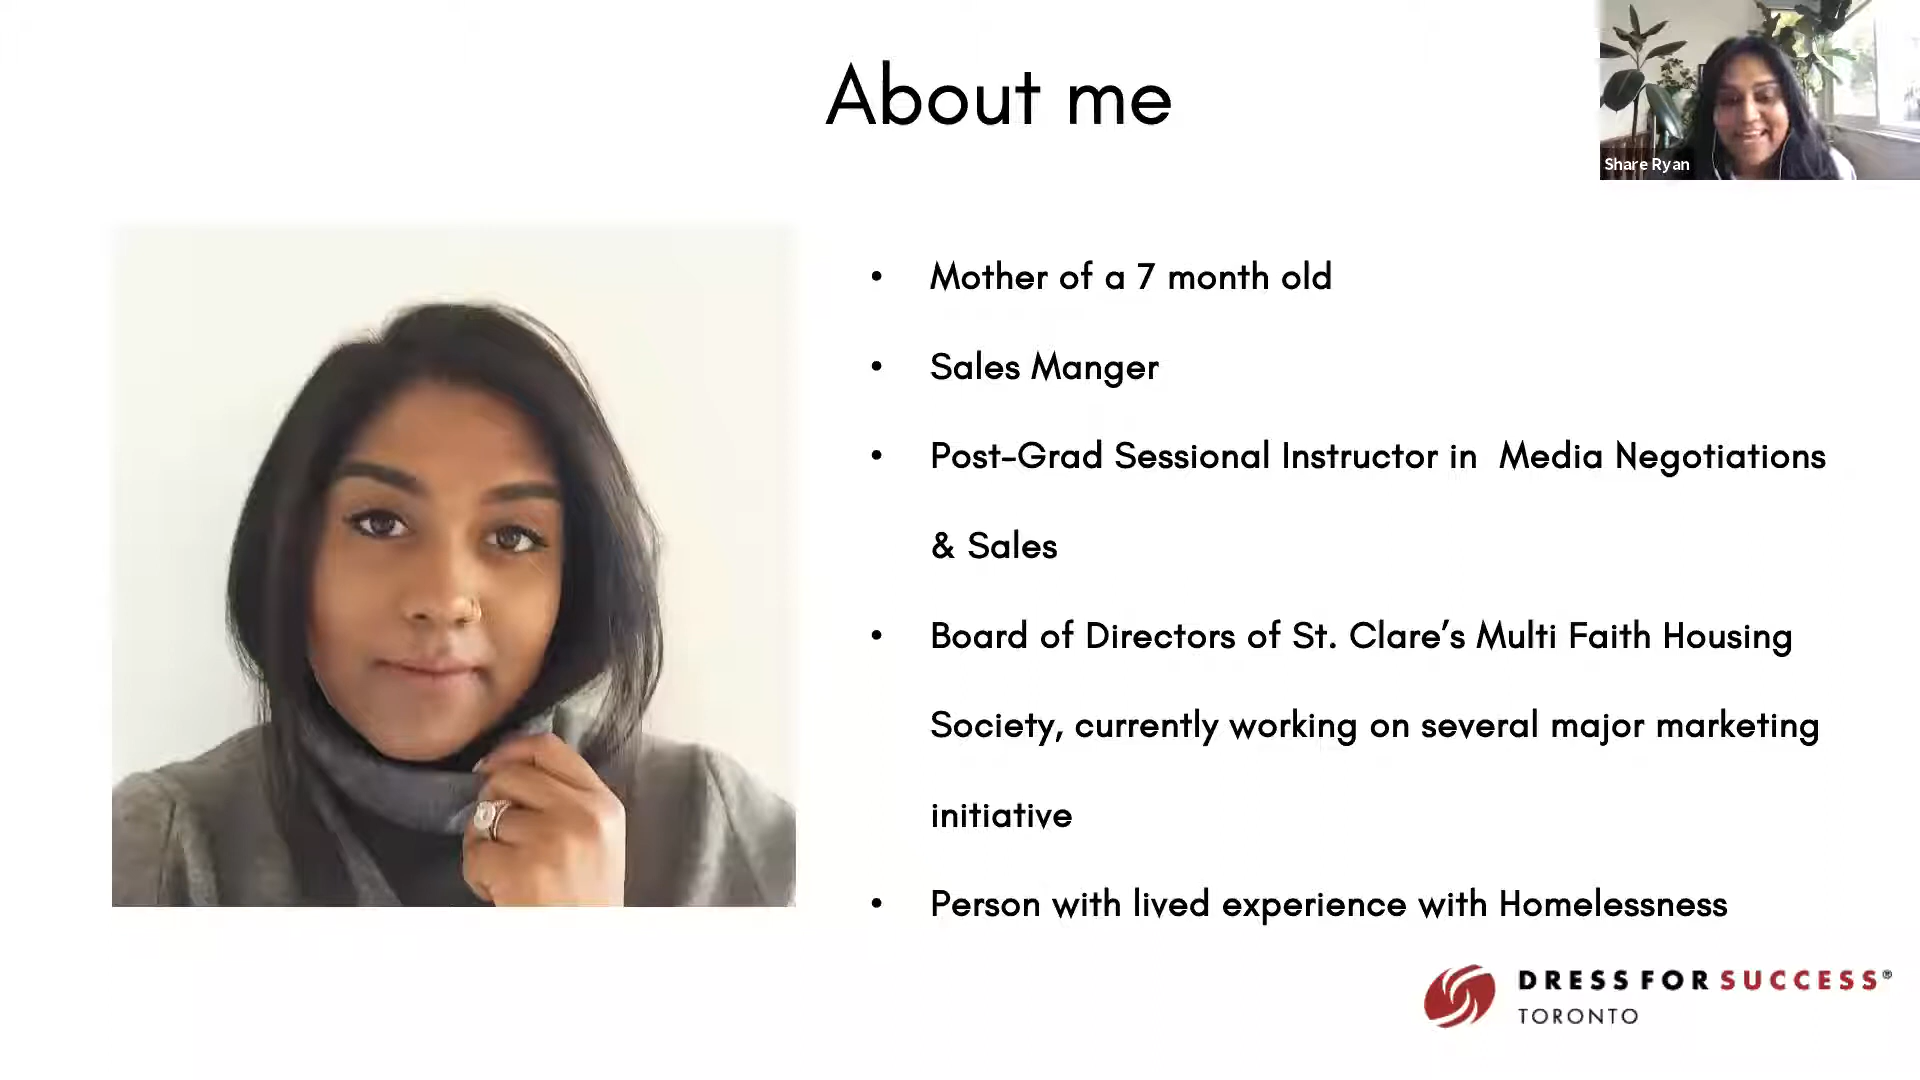 About me
Share Ryan
• Mother of a 7 month old
• Sales Manger
• Post-Grad Sessional Instructor in Media Negotiations
& Sales
• Board of Directors of St. Clare’s Multi Faith Housing
Society, currently working on several major marketing
initiative
• Person with lived experience with Homelessness
DRESS FOR SUCCESS®
TORONTO